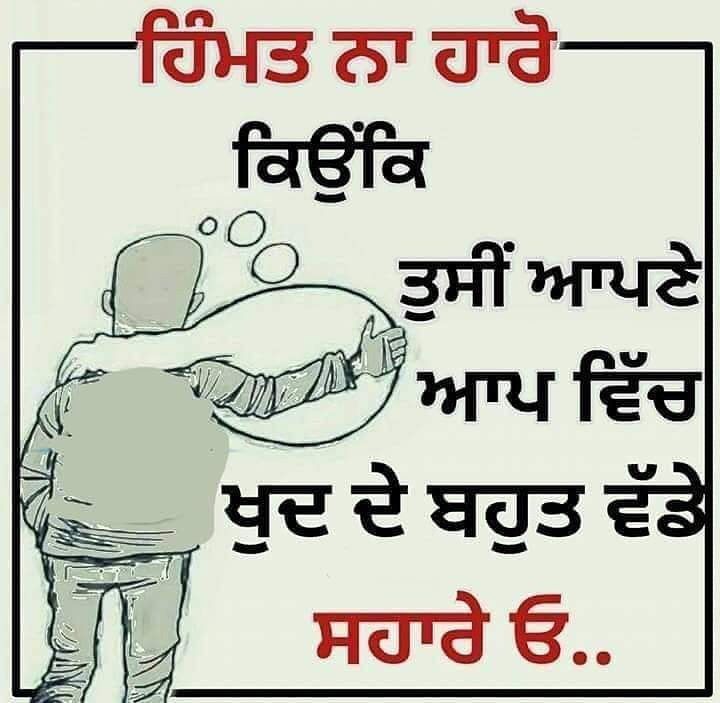 ਹਿੰਮਤ ਨਾ ਹਾਰੋ
ਕਿਉਂਕਿ
ਤੁਸੀਂ ਆਪਣੇ
ਆਪ ਵਿੱਚ
ਖੁਦ ਦੇ ਬਹੁਤ ਵੱਡੇ
ਸਹਾਰੇ ਓ..